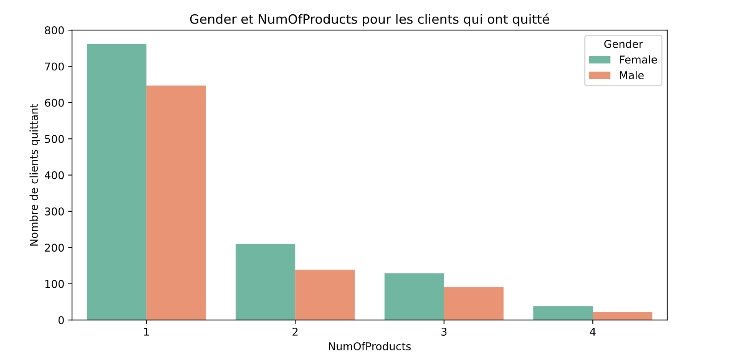 Gender et NumOfProducts pour les clients qui ont quitté
800
700
600
500
400
300
200
100
0
Nombre de clients quittant
Gender
Female
Male
1 2 3 4
NumOfProducts